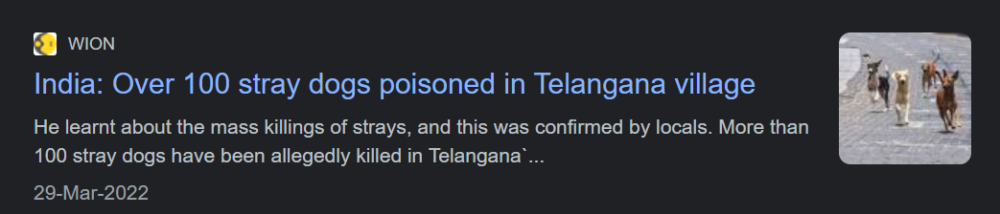 WION
India: Over 100 stray dogs poisoned in Telangana village
He learnt about the mass killings of strays, and this was confirmed by locals. More than
100 stray dogs have been allegedly killed in Telangana`...
29-Mar-2022